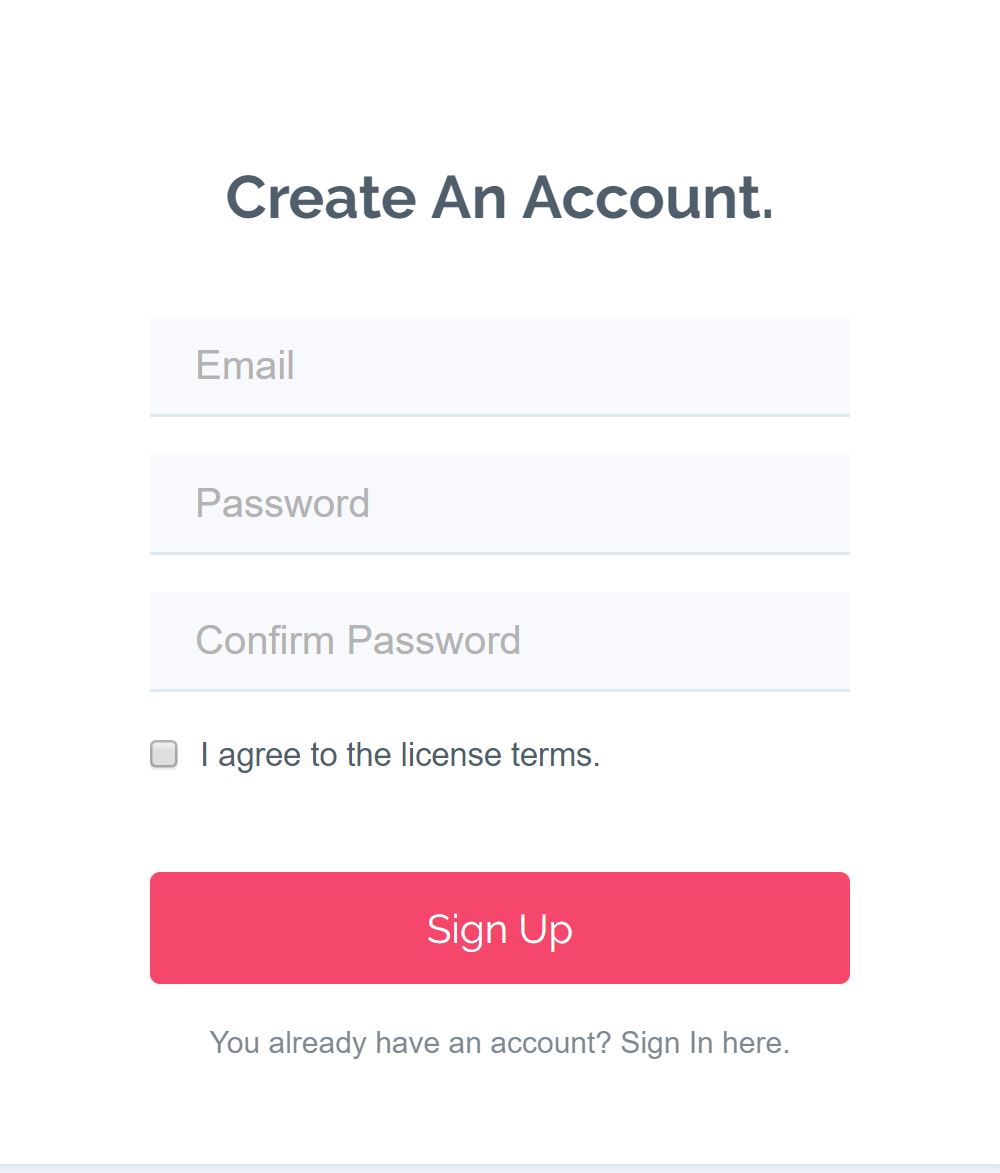 Create An Account.
Email
Password
Confirm Password
I agree to the license terms.
Sign Up
You already have an account? Sign In here.